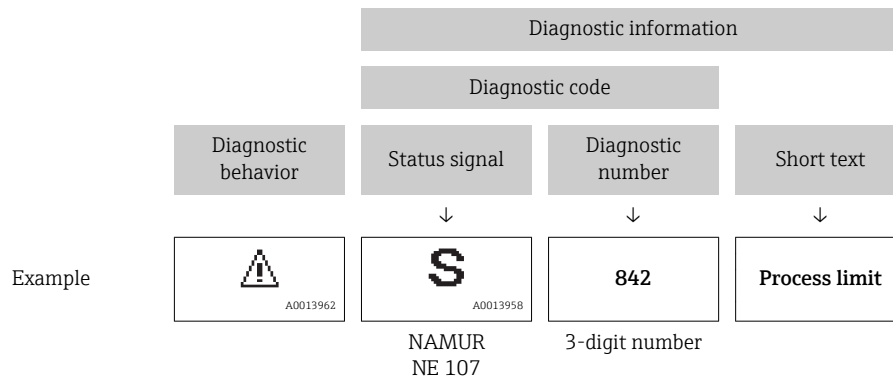 Diagnostic information
Diagnostic code
Diagnostic
behavior
Status signal
Diagnostic
number
Short text
↓ ↓ ↓
Example
A0013962
S
A0013958
842
Process limit
NAMUR
NE 107
3-digit number